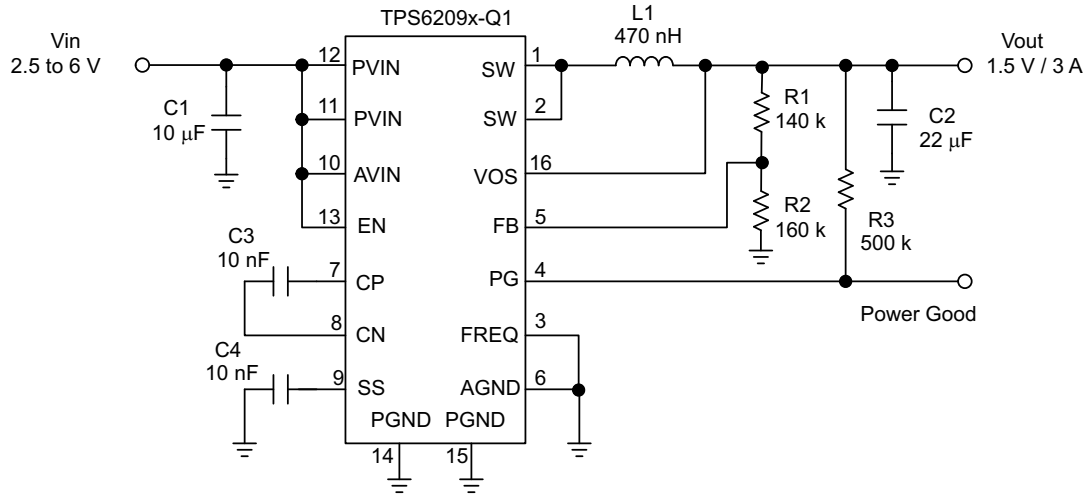 TPS6209x-Q1
L1
470 nH
Vin
2.5 to 6 V
Vout
1.5 V / 3 A
12
PVIN
SW
1
C1
10 μF
11
PVIN
SW
2
R1
140 k
C2
22 μF
10
AVIN
VOS
16
13
EN
FB
5
R2
160 k
R3
500 k
C3
10 nF
7
CP
PG
4
Power Good
8
CN
FREQ
3
C4
10 nF
9
SS
AGND
6
PGND PGND
14
15